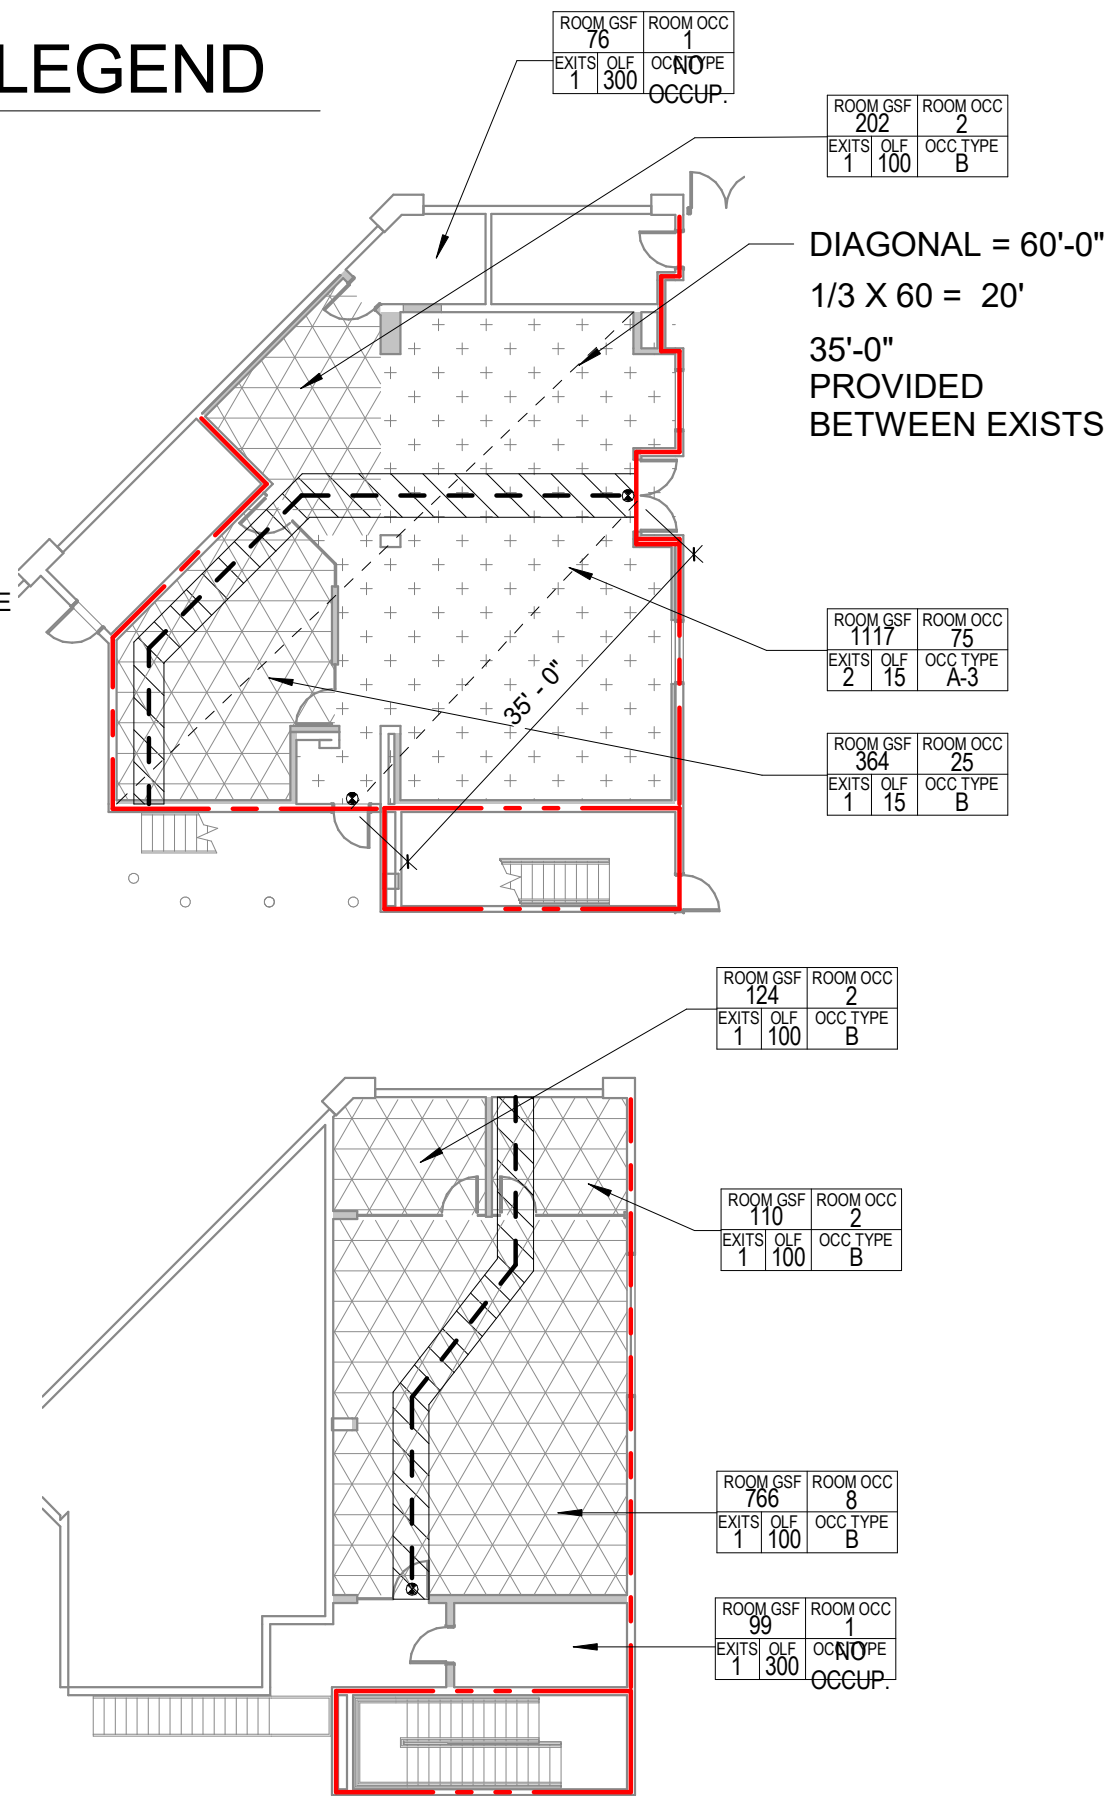 LEGEND
ROOM GSF ROOM OCC
76 1
EXITS OLF OCC TYPE
1 300 NO
OCCUP.
ROOM GSF ROOM OCC
202 2
EXITS OLF OCC TYPE
1 100 B
DIAGONAL = 60'-0"
1/3 X 60 = 20'
35'-0"
PROVIDED
BETWEEN EXISTS
E
ROOM GSF ROOM OCC
1117 75
EXITS OLF OCC TYPE
2 15 A-3
35' - 0"
ROOM GSF ROOM OCC
364 25
EXITS OLF OCC TYPE
1 15 B
ROOM GSF ROOM OCC
124 2
EXITS OLF OCC TYPE
1 100 B
ROOM GSF ROOM OCC
110 2
EXITS OLF OCC TYPE
1 100 B
ROOM GSF ROOM OCC
766 8
EXITS OLF OCC TYPE
1 100 B
ROOM GSF ROOM OCC
99 1
EXITS OLF OCC TYPE
1 300 NO
OCCUP.